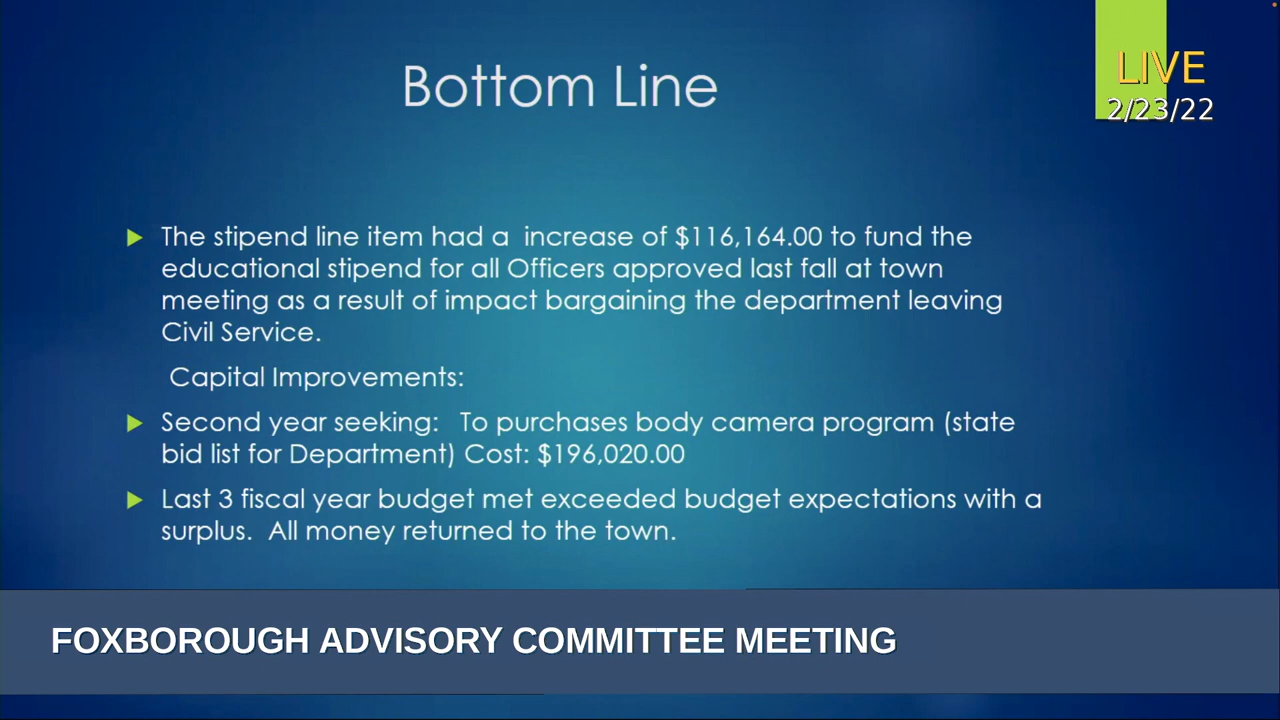 Bottom Line
LIVE
2/23/22
The stipend line item had a  increase of $116,164.00 to fund the
educational stipend for all Officers approved last fall at town
meeting as a result of impact bargaining the department leaving
Civil Service.
Capital Improvements:
Second year seeking:   To purchases body camera program (state
bid list for Department) Cost: $196,020.00
Last 3 fiscal year budget met exceeded budget expectations with a
surplus.  All money returned to the town.
FOXBOROUGH ADVISORY COMMITTEE MEETING